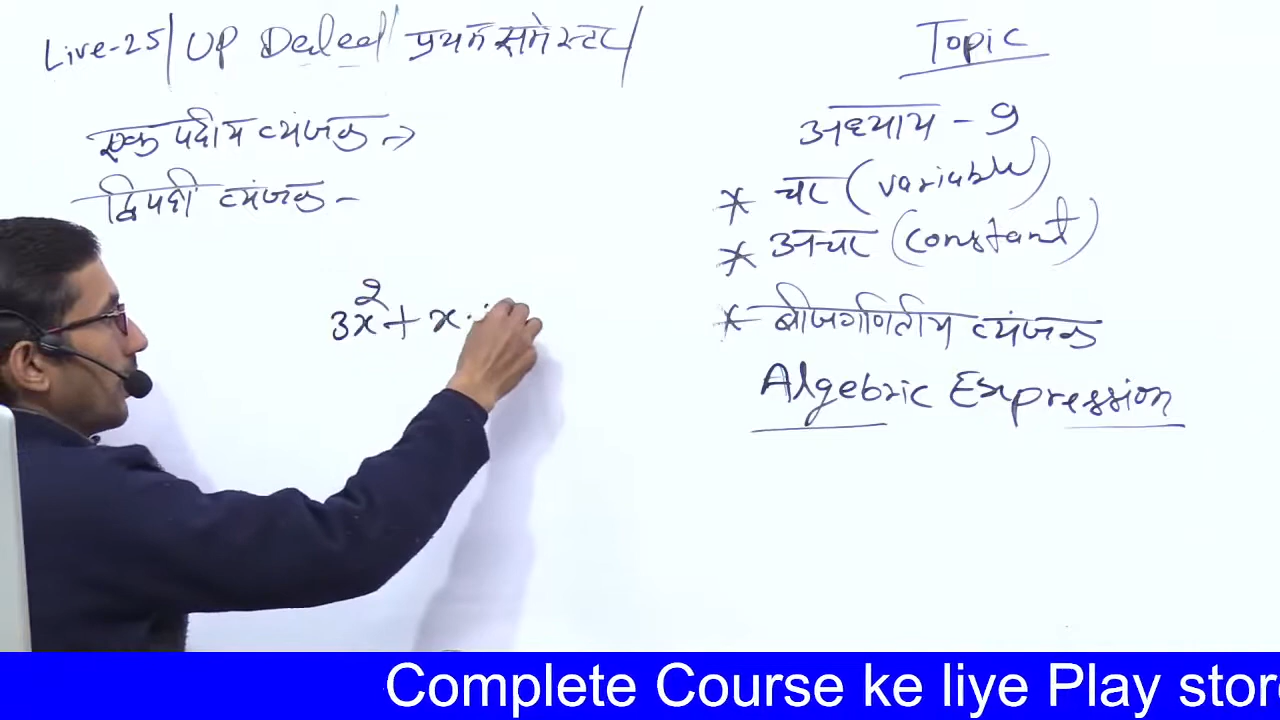 Live-25/ UP Deled/ प्रथम सेमेस्टर/
एक पदीय व्यंजक →
द्विपदी व्यंजक -
3x² + x.
Topic
अध्याय - 9
* चर (variable)
* अचर (constant)
* बीजगणितीय व्यंजक
Algebric Expression
Complete Course ke liye Play stor